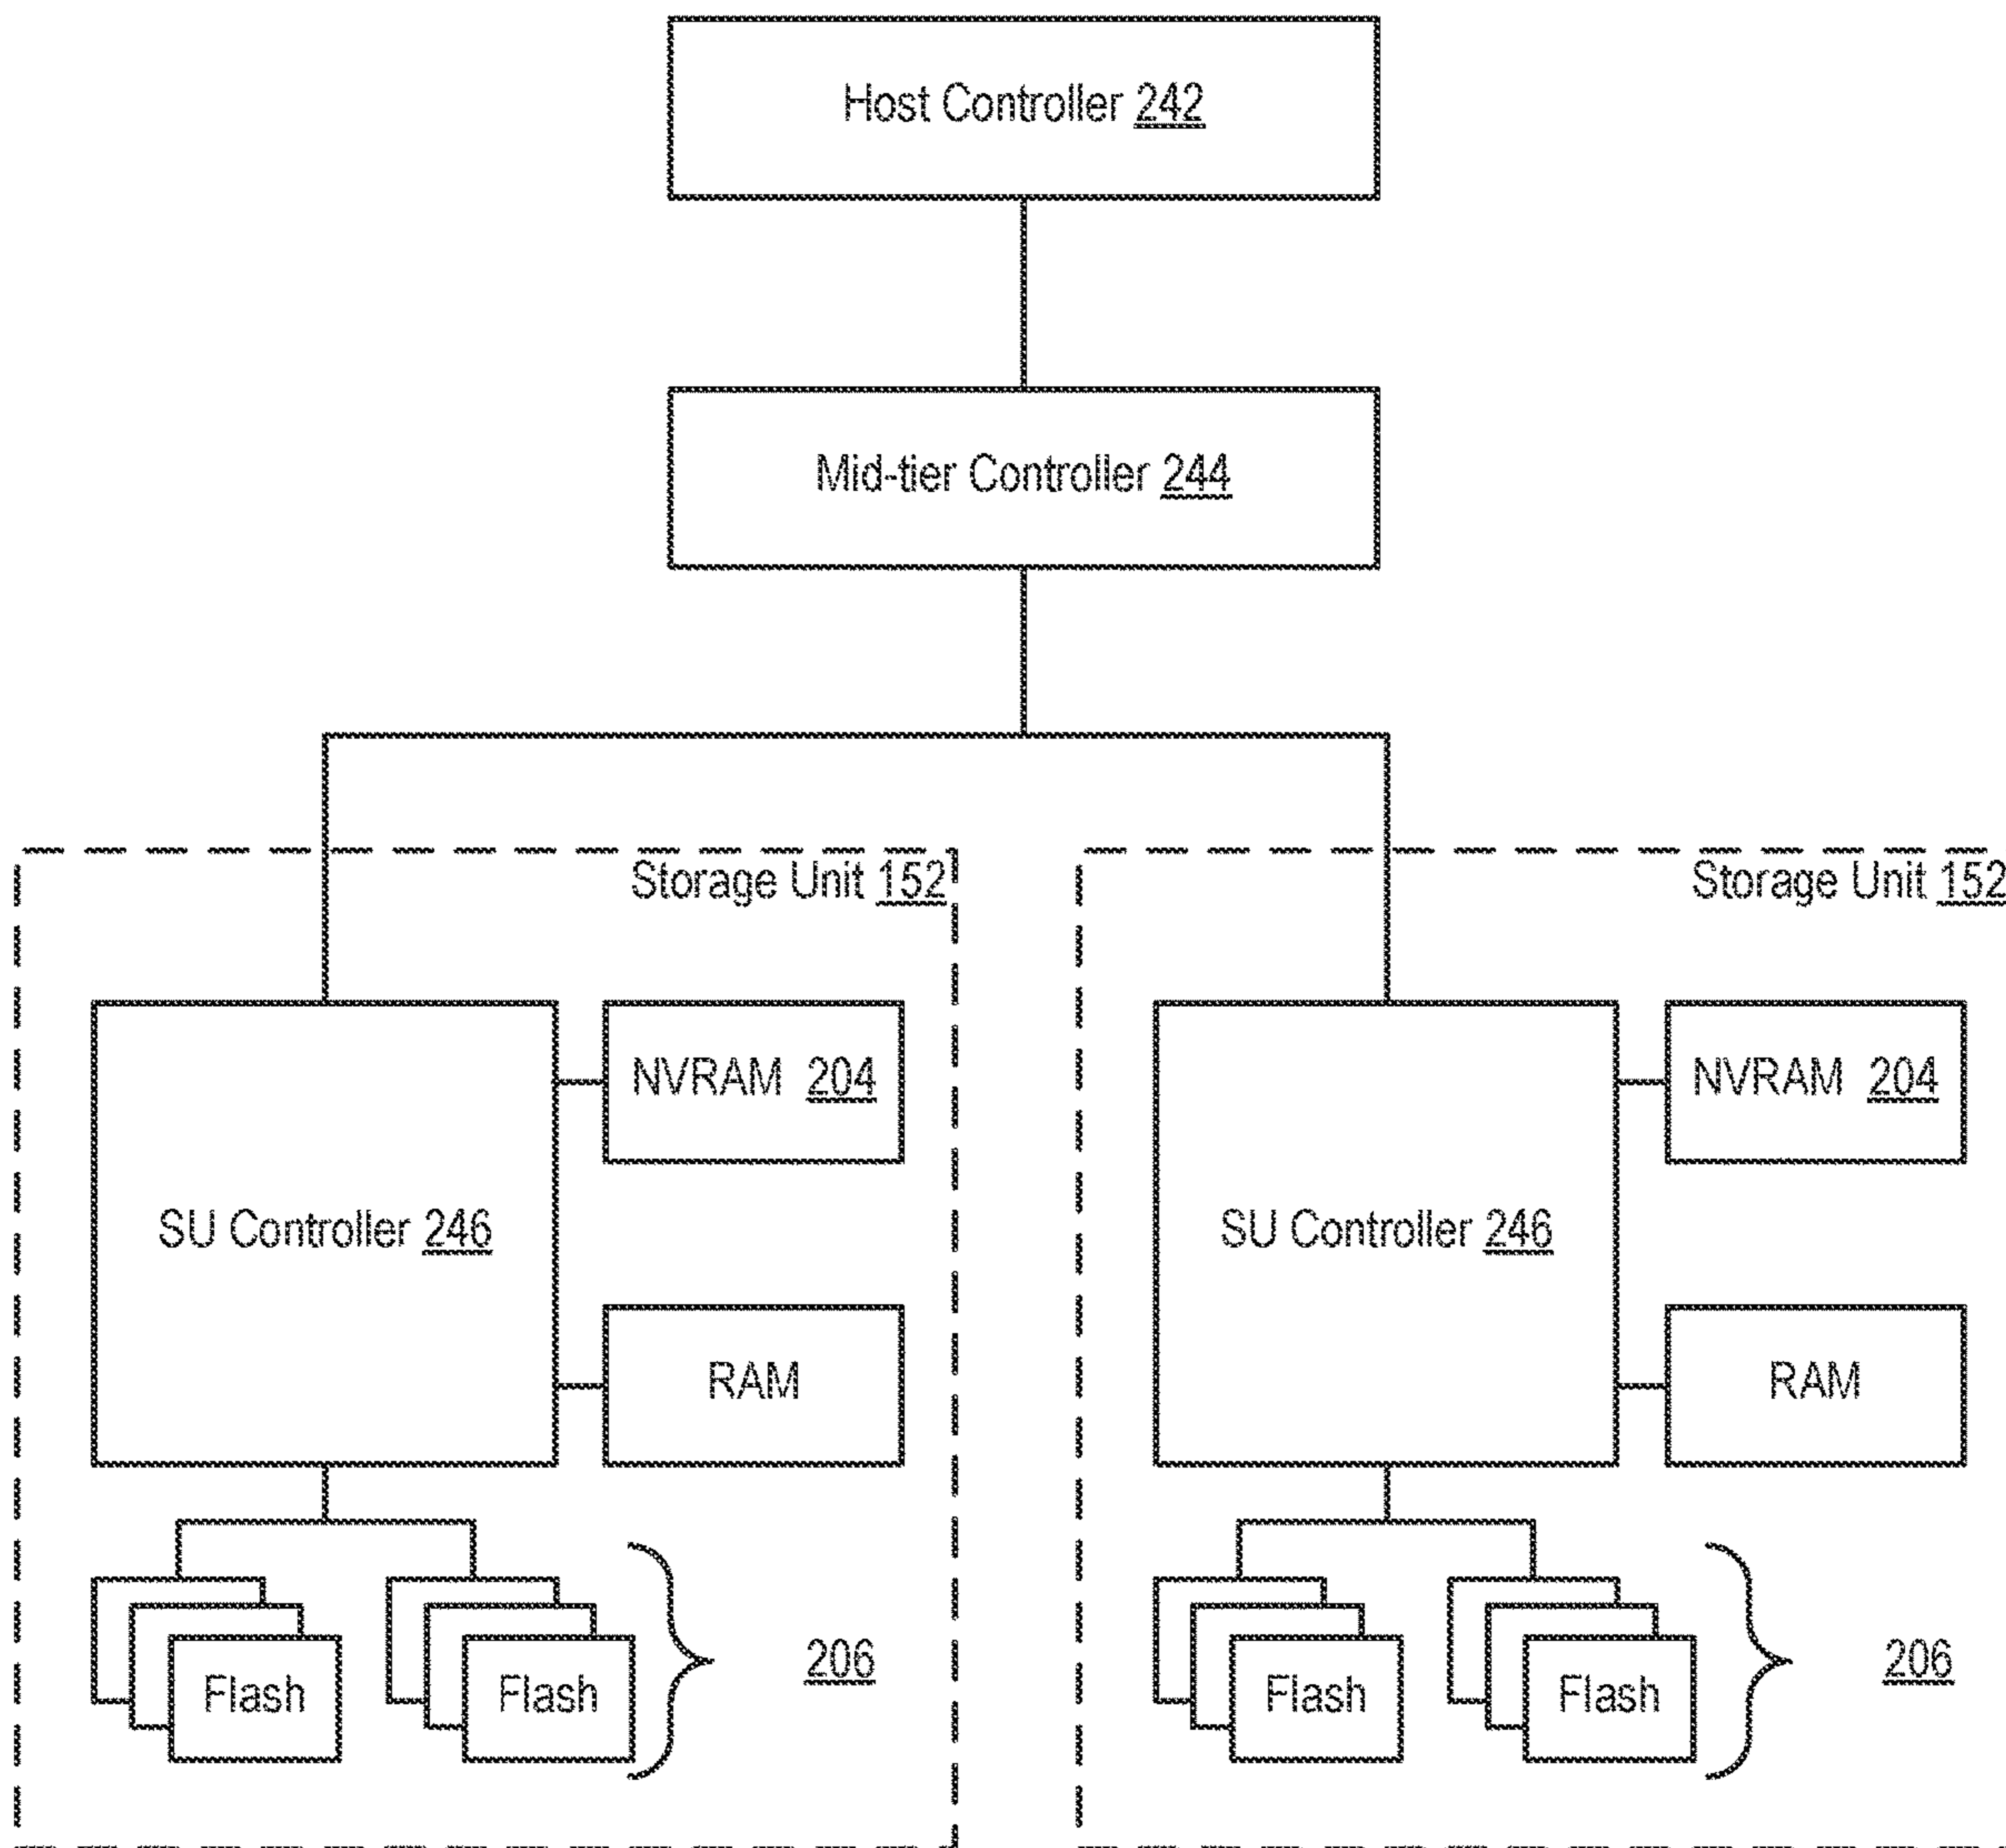 Host Controller 242
Mid-tier Controller 244
Storage Unit 152
Storage Unit 152
NVRAM 204
NVRAM 204
SU Controller 246
SU Controller 246
RAM
RAM
206
206
Flash
Flash
Flash
Flash